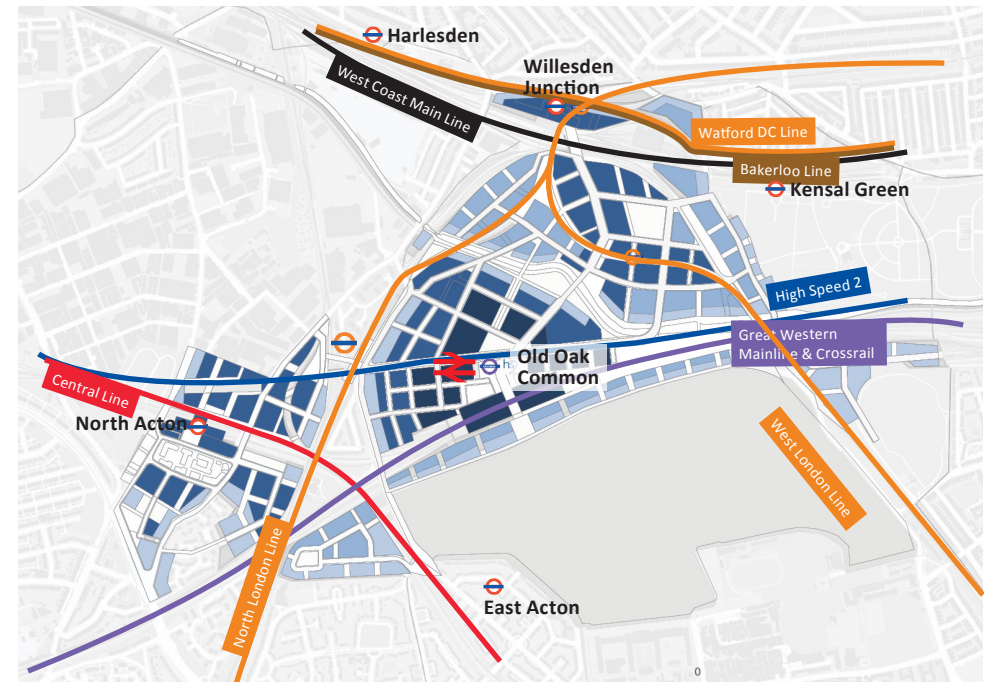 Harlesden
Willesden
Junction
West Coast Main Line
Watford DC Line
Bakerloo Line
Kensal Green
High Speed 2
Great Western
Mainline & Crossrail
Old Oak
Common
h
Central Line
North Acton
West London Line
North London Line
East Acton
0